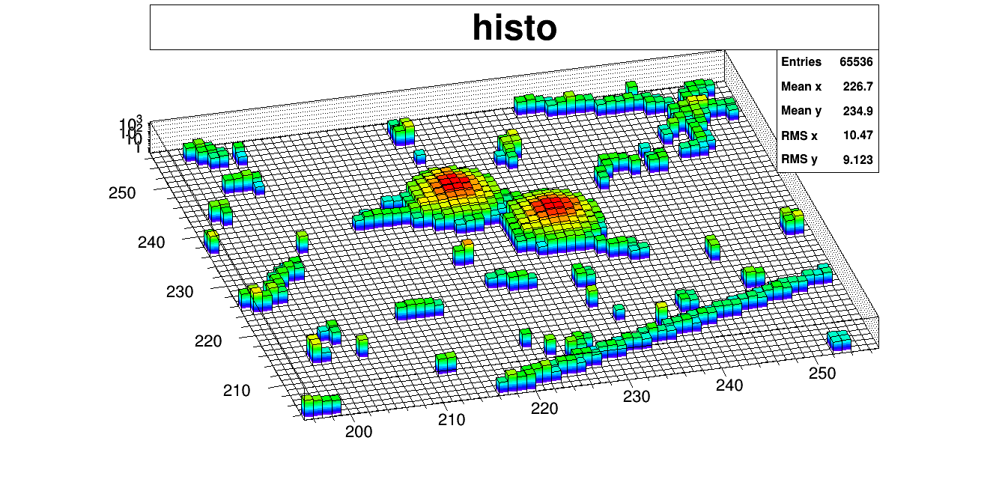 histo
Entries 65536
Mean x 226.7
Mean y 234.9
RMS x 10.47
RMS y 9.123
10³
10²
10
1
250
240
230
220
210
200
210
220
230
240
250